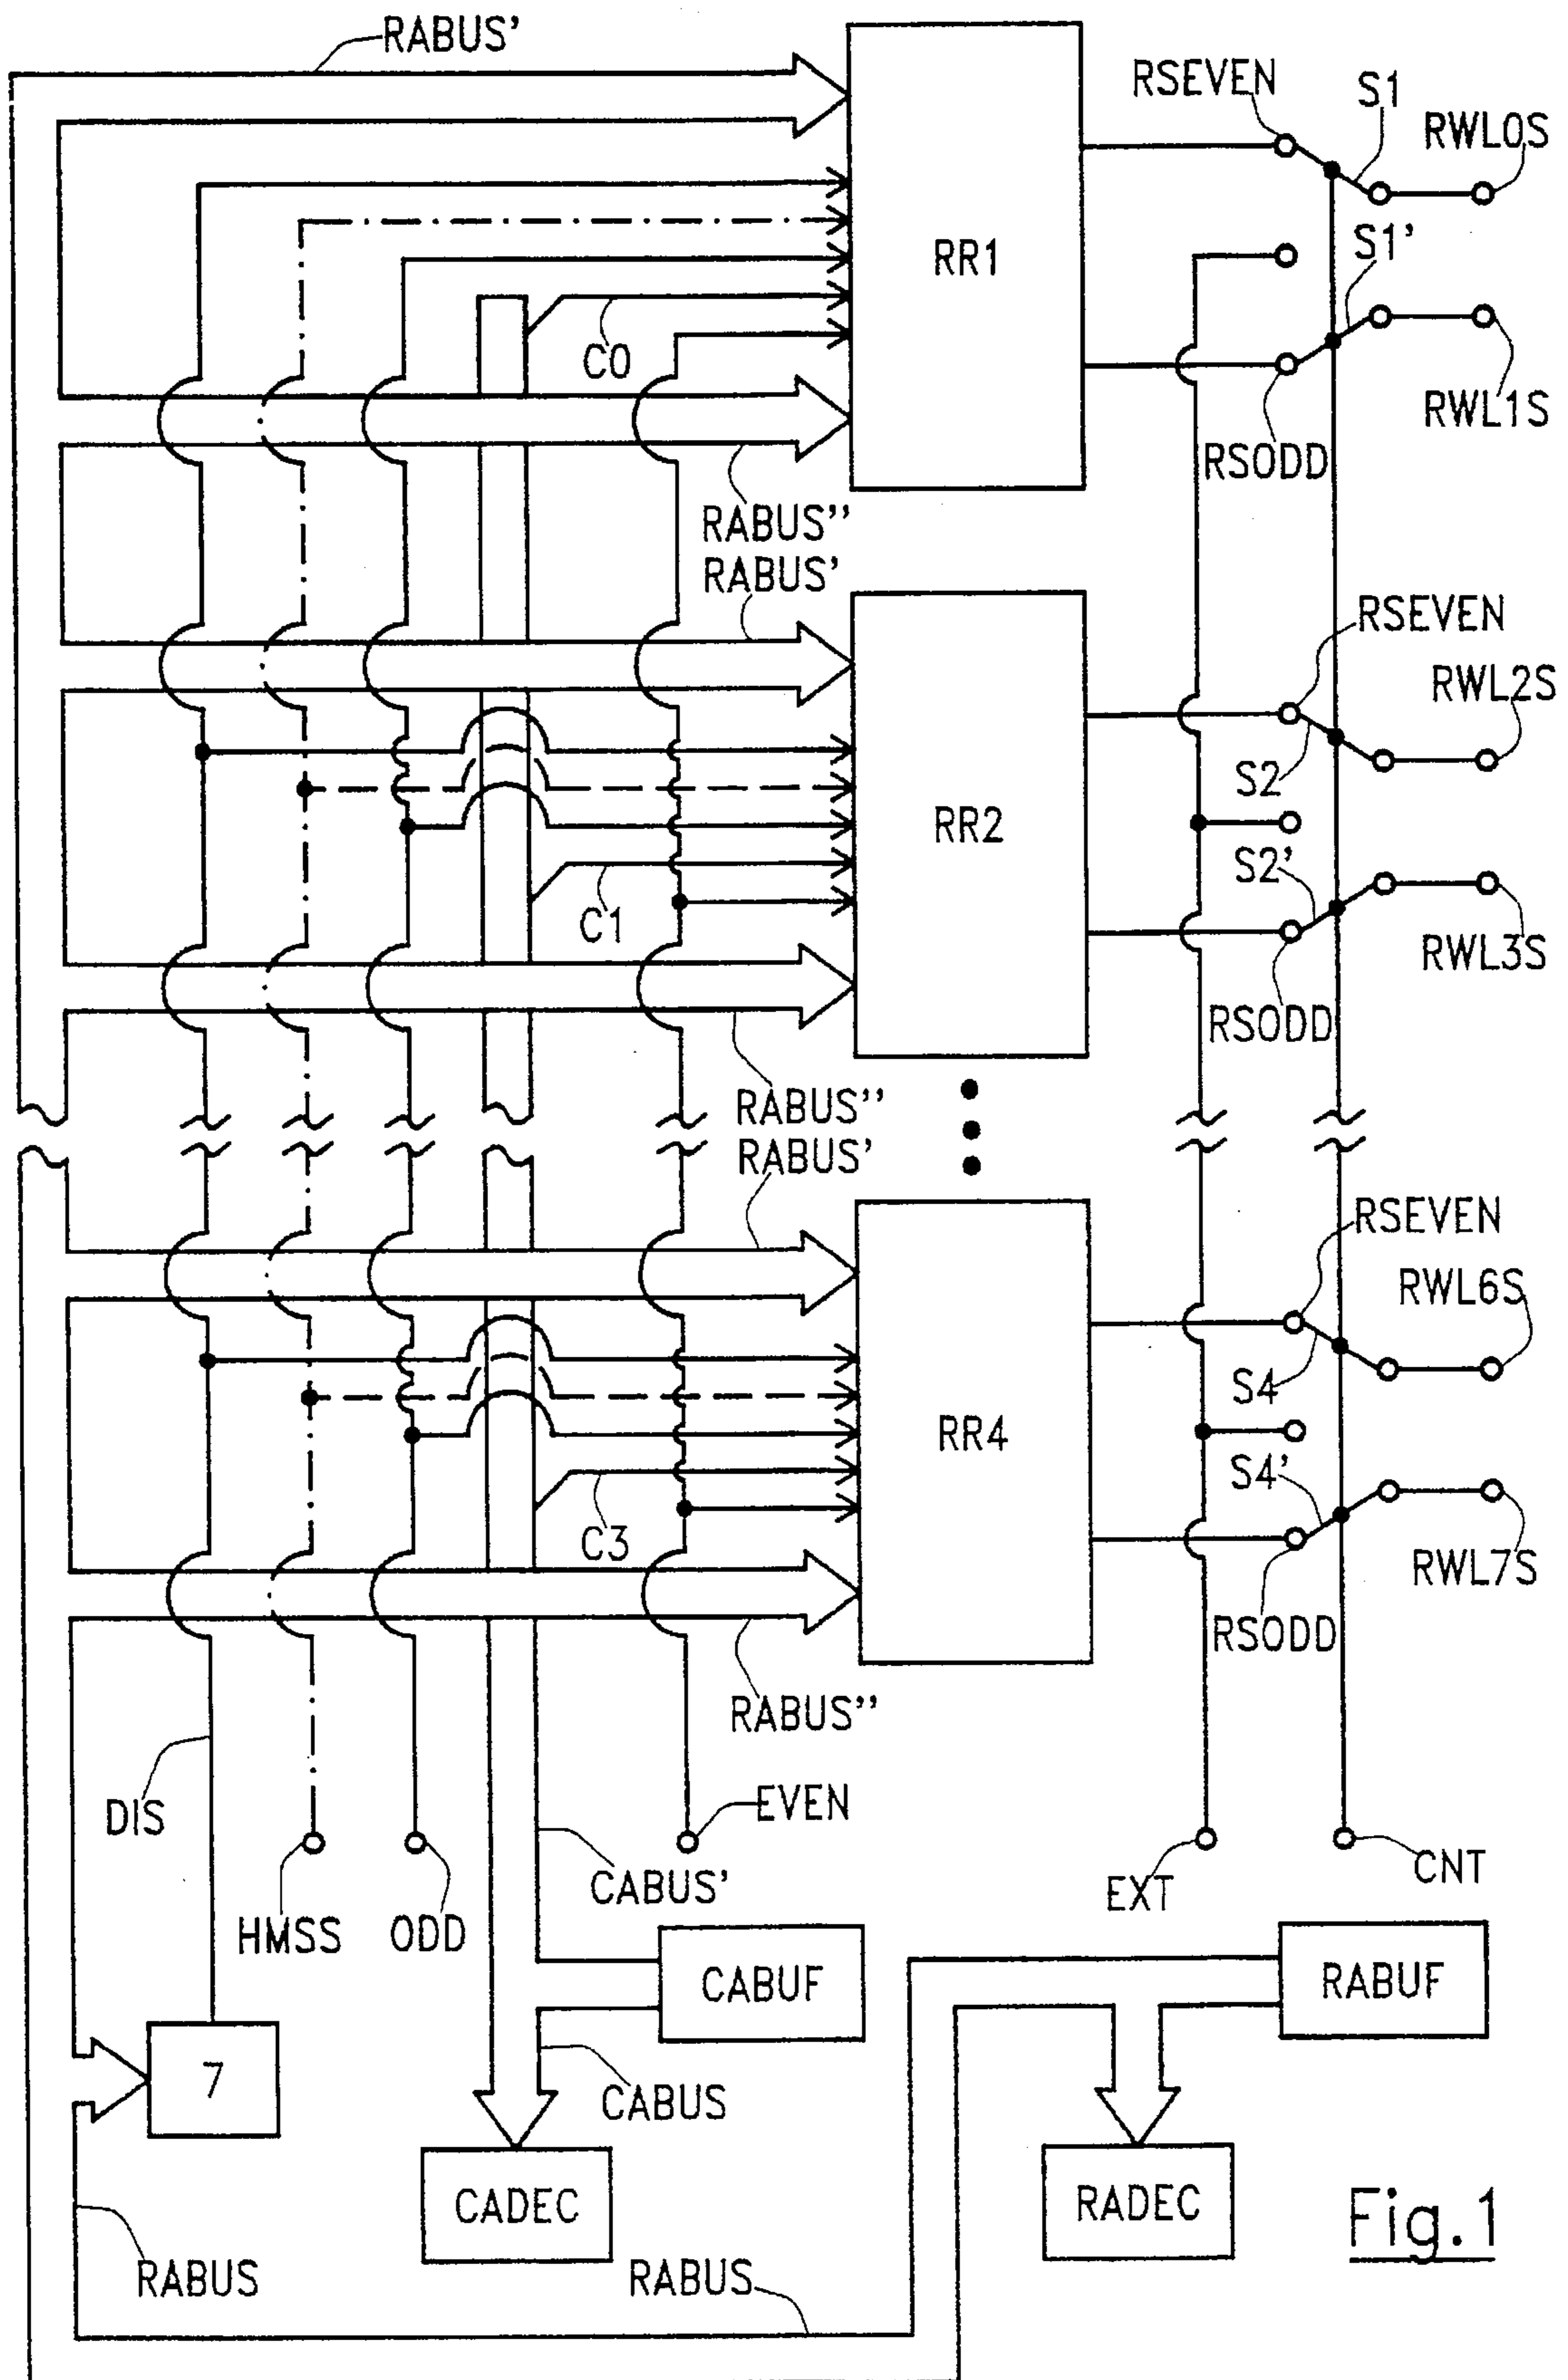 RABUS'
RSEVEN
S1
RWL0S
RR1
S1'
C0
RWL1S
RSODD
RABUS''
RABUS'
RSEVEN
RWL2S
S2
RR2
S2'
C1
RWL3S
RSODD
RABUS''
RABUS'
RSEVEN
RWL6S
S4
RR4
S4'
C3
RWL7S
RSODD
RABUS''
DIS
EVEN
CABUS'
CNT
EXT
HMSS
ODD
CABUF
RABUF
7
CABUS
CADEC
RADEC
Fig.1
RABUS
RABUS